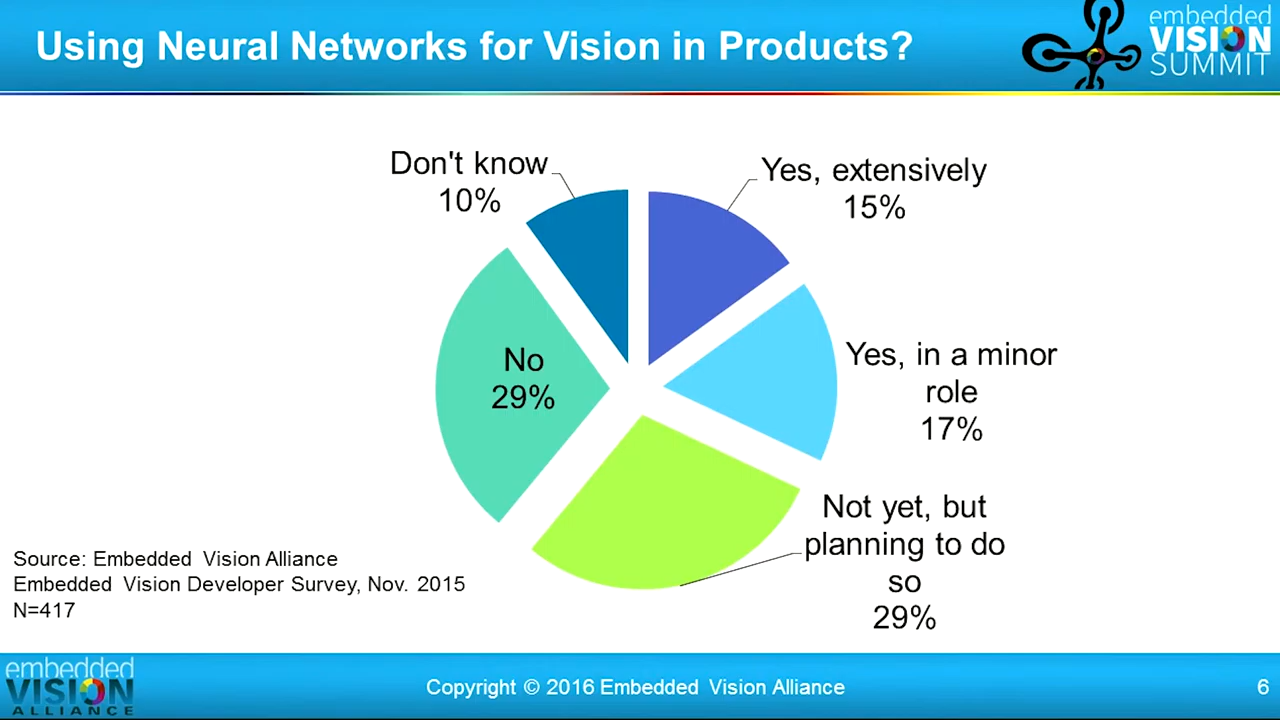 Using Neural Networks for Vision in Products?
embedded
VISION
SUMMIT
Don't know
10%
Yes, extensively
15%
No
29%
Yes, in a minor
role
17%
Not yet, but
planning to do
so
29%
Source: Embedded Vision Alliance
Embedded Vision Developer Survey, Nov. 2015
N=417
embedded
VISION
ALLIANCE
Copyright © 2016 Embedded Vision Alliance
6